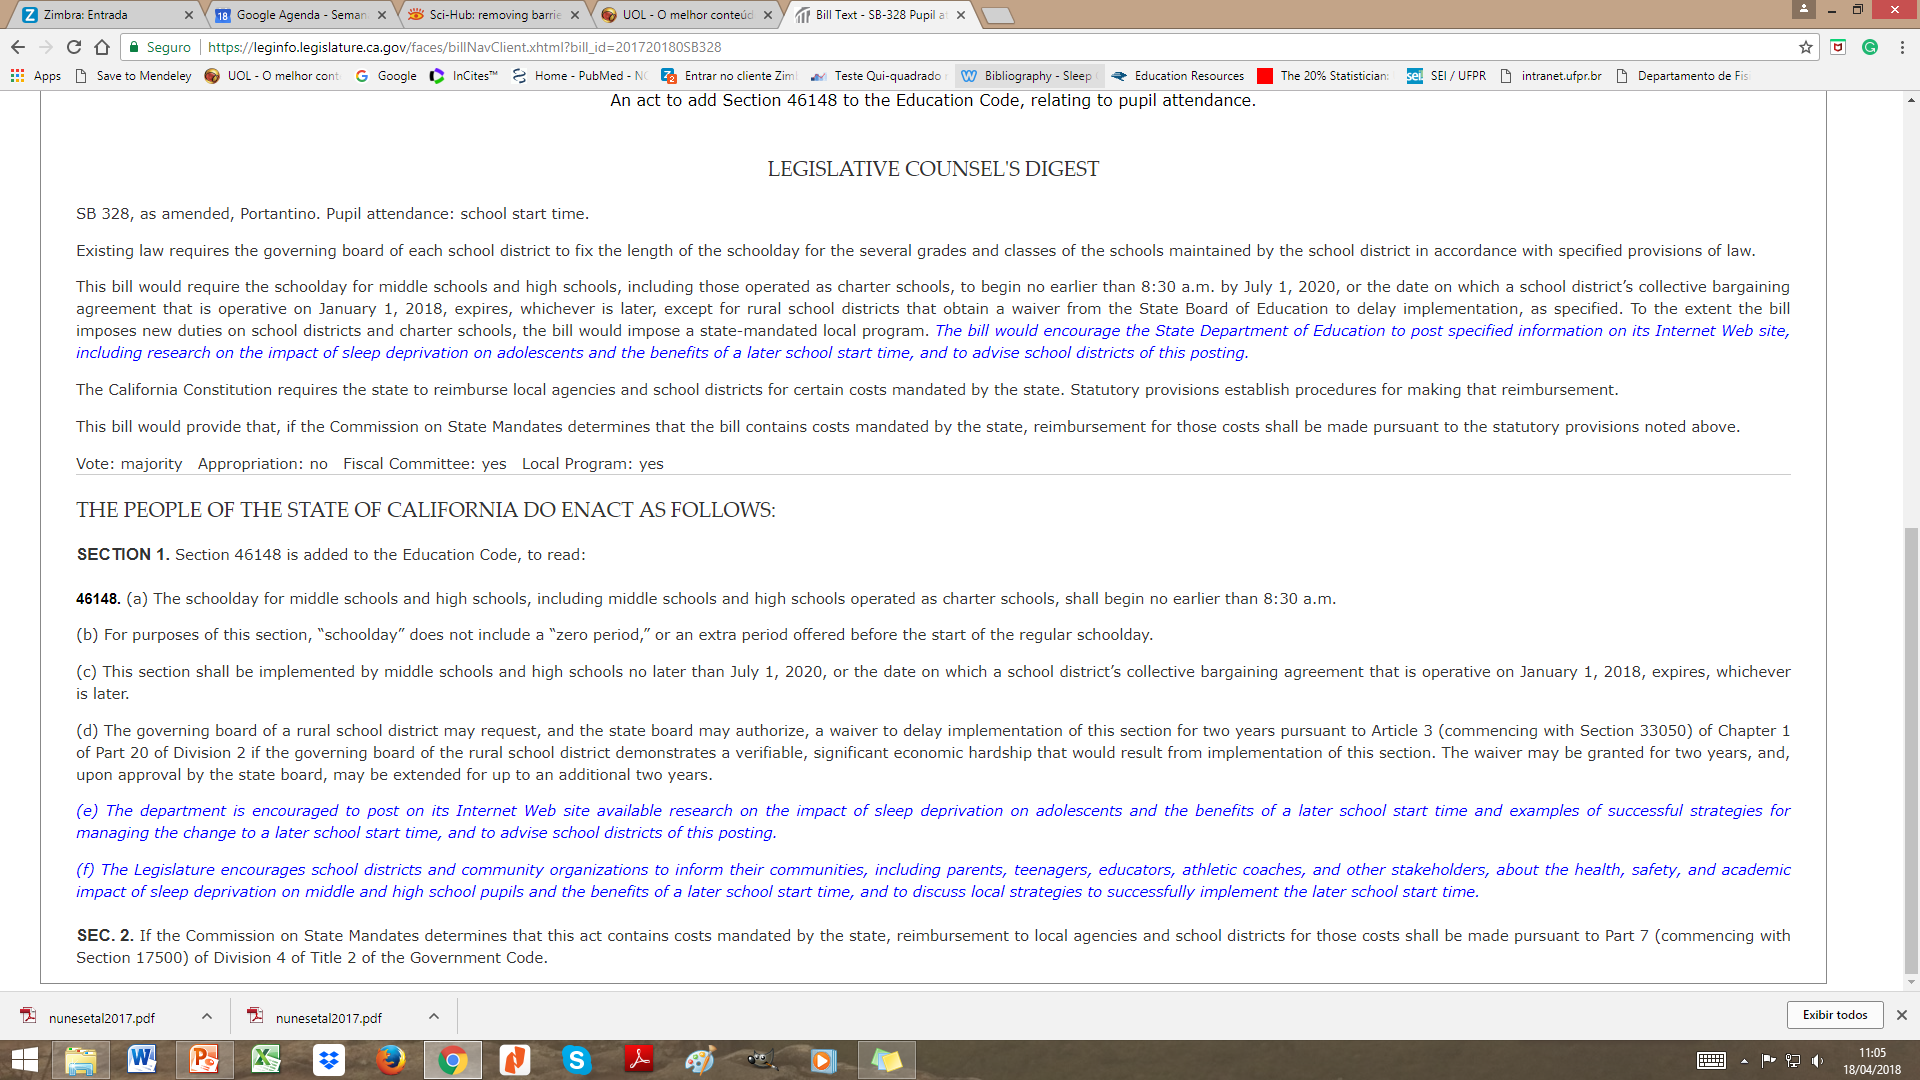 Zimbra: Entrada
Google Agenda - Seman
Sci-Hub: removing barrie
UOL - O melhor conteúd
Bill Text - SB-328 Pupil a
Seguro
https://leginfo.legislature.ca.gov/faces/billNavClient.xhtml?bill_id=201720180SB328
Apps
Save to Mendeley
UOL - O melhor cont
Google
InCites™
Home - PubMed - NC
Entrar no cliente Zim
Teste Qui-quadrado
Bibliography - Sleep
Education Resources
The 20% Statistician:
SEI / UFPR
intranet.ufpr.br
Departamento de Fis
An act to add Section 46148 to the Education Code, relating to pupil attendance.
LEGISLATIVE COUNSEL'S DIGEST
SB 328, as amended, Portantino. Pupil attendance: school start time.
Existing law requires the governing board of each school district to fix the length of the schoolday for the several grades and classes of the schools maintained by the school district in accordance with specified provisions of law.
This bill would require the schoolday for middle schools and high schools, including those operated as charter schools, to begin no earlier than 8:30 a.m. by July 1, 2020, or the date on which a school district’s collective bargaining
agreement that is operative on January 1, 2018, expires, whichever is later, except for rural school districts that obtain a waiver from the State Board of Education to delay implementation, as specified. To the extent the bill
imposes new duties on school districts and charter schools, the bill would impose a state-mandated local program. The bill would encourage the State Department of Education to post specified information on its Internet Web site,
including research on the impact of sleep deprivation on adolescents and the benefits of a later school start time, and to advise school districts of this posting.
The California Constitution requires the state to reimburse local agencies and school districts for certain costs mandated by the state. Statutory provisions establish procedures for making that reimbursement.
This bill would provide that, if the Commission on State Mandates determines that the bill contains costs mandated by the state, reimbursement for those costs shall be made pursuant to the statutory provisions noted above.
Vote: majority Appropriation: no Fiscal Committee: yes Local Program: yes
THE PEOPLE OF THE STATE OF CALIFORNIA DO ENACT AS FOLLOWS:
SECTION 1. Section 46148 is added to the Education Code, to read:
46148. (a) The schoolday for middle schools and high schools, including middle schools and high schools operated as charter schools, shall begin no earlier than 8:30 a.m.
(b) For purposes of this section, “schoolday” does not include a “zero period,” or an extra period offered before the start of the regular schoolday.
(c) This section shall be implemented by middle schools and high schools no later than July 1, 2020, or the date on which a school district’s collective bargaining agreement that is operative on January 1, 2018, expires, whichever
is later.
(d) The governing board of a rural school district may request, and the state board may authorize, a waiver to delay implementation of this section for two years pursuant to Article 3 (commencing with Section 33050) of Chapter 1
of Part 20 of Division 2 if the governing board of the rural school district demonstrates a verifiable, significant economic hardship that would result from implementation of this section. The waiver may be granted for two years, and,
upon approval by the state board, may be extended for up to an additional two years.
(e) The department is encouraged to post on its Internet Web site available research on the impact of sleep deprivation on adolescents and the benefits of a later school start time and examples of successful strategies for
managing the change to a later school start time, and to advise school districts of this posting.
(f) The Legislature encourages school districts and community organizations to inform their communities, including parents, teenagers, educators, athletic coaches, and other stakeholders, about the health, safety, and academic
impact of sleep deprivation on middle and high school pupils and the benefits of a later school start time, and to discuss local strategies to successfully implement the later school start time.
SEC. 2. If the Commission on State Mandates determines that this act contains costs mandated by the state, reimbursement to local agencies and school districts for those costs shall be made pursuant to Part 7 (commencing with
Section 17500) of Division 4 of Title 2 of the Government Code.
nunesetal2017.pdf
nunesetal2017.pdf
Exibir todos
11:05
18/04/2018